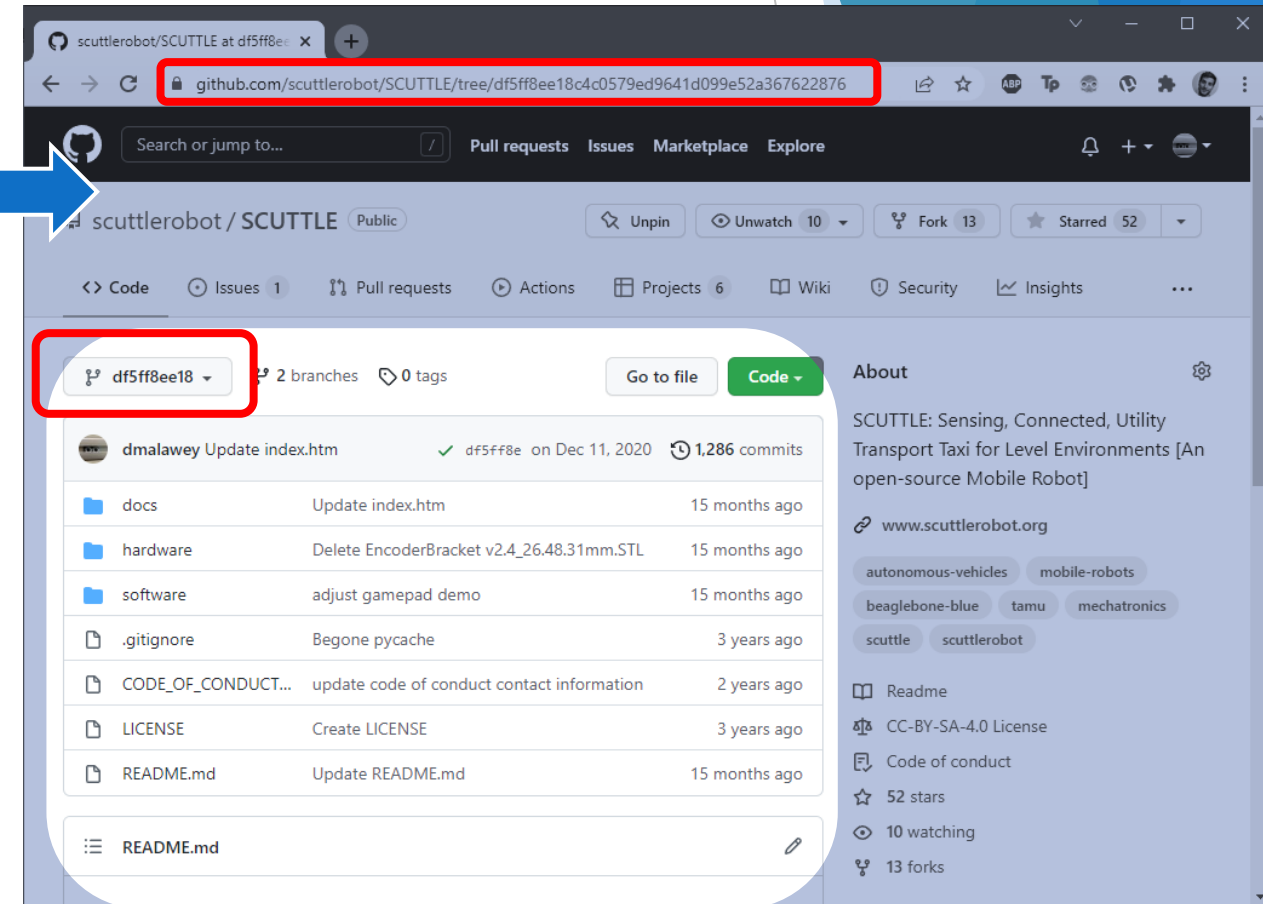 scuttlerobot/SCUTTLE at df5ff8ee
github.com/scuttlerobot/SCUTTLE/tree/df5ff8ee18c4c0579ed9641d099e52a367622876
ABP Tp
Search or jump to... / Pull requests Issues Marketplace Explore
scuttlerobot / SCUTTLE Public Unpin Unwatch 10 Fork 13 Starred 52
Code Issues 1 Pull requests Actions Projects 6 Wiki Security Insights
df5ff8ee18 2 branches 0 tags Go to file Code
dmalawey Update index.htm df5ff8e on Dec 11, 2020 1,286 commits
docs Update index.htm 15 months ago
hardware Delete EncoderBracket v2.4_26.48.31mm.STL 15 months ago
software adjust gamepad demo 15 months ago
.gitignore Begone pycache 3 years ago
CODE_OF_CONDUCT... update code of conduct contact information 2 years ago
LICENSE Create LICENSE 3 years ago
README.md Update README.md 15 months ago
README.md
About
SCUTTLE: Sensing, Connected, Utility
Transport Taxi for Level Environments [An
open-source Mobile Robot]
www.scuttlerobot.org
autonomous-vehicles mobile-robots
beaglebone-blue tamu mechatronics
scuttle scuttlerobot
Readme
CC-BY-SA-4.0 License
Code of conduct
52 stars
10 watching
13 forks